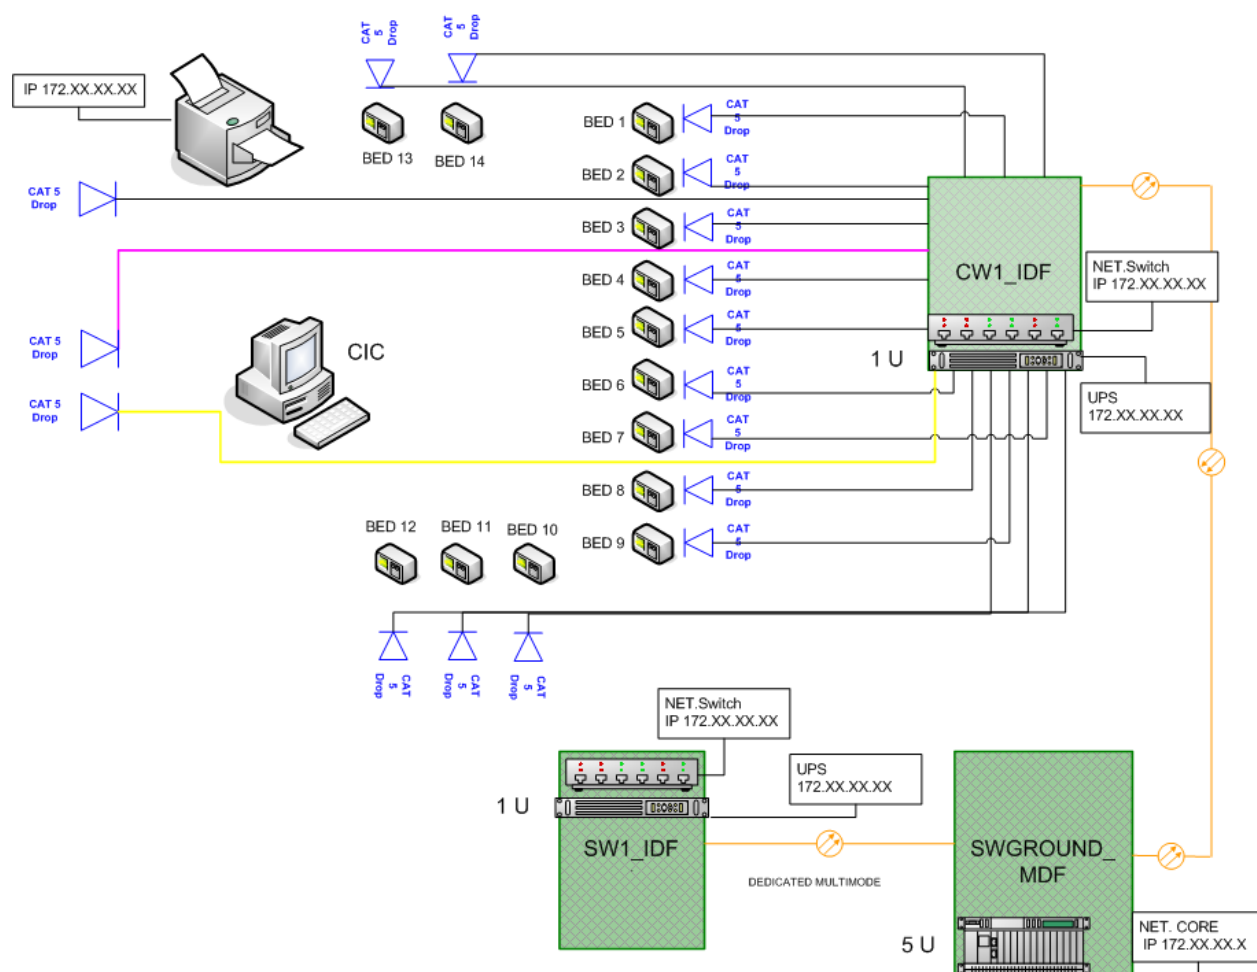 CAT
5
Drop
CAT
5
Drop
IP 172.XX.XX.XX
BED 13
BED 14
BED 1
CAT
5
Drop
BED 2
CAT
5
Drop
CAT 5
Drop
BED 3
CAT
5
Drop
BED 4
CAT
5
Drop
CW1_IDF
NET.Switch
IP 172.XX.XX.XX
CAT 5
Drop
CIC
BED 5
CAT
5
Drop
1 U
BED 6
CAT
5
Drop
UPS
172.XX.XX.XX
CAT 5
Drop
BED 7
CAT
5
Drop
BED 8
CAT
5
Drop
BED 12
BED 11
BED 10
BED 9
CAT
5
Drop
CAT
5
Drop
CAT
5
Drop
CAT
5
Drop
NET.Switch
IP 172.XX.XX.XX
UPS
172.XX.XX.XX
1 U
SW1_IDF
DEDICATED MULTIMODE
SWGROUND_
MDF
5 U
NET. CORE
IP 172.XX.XX.X